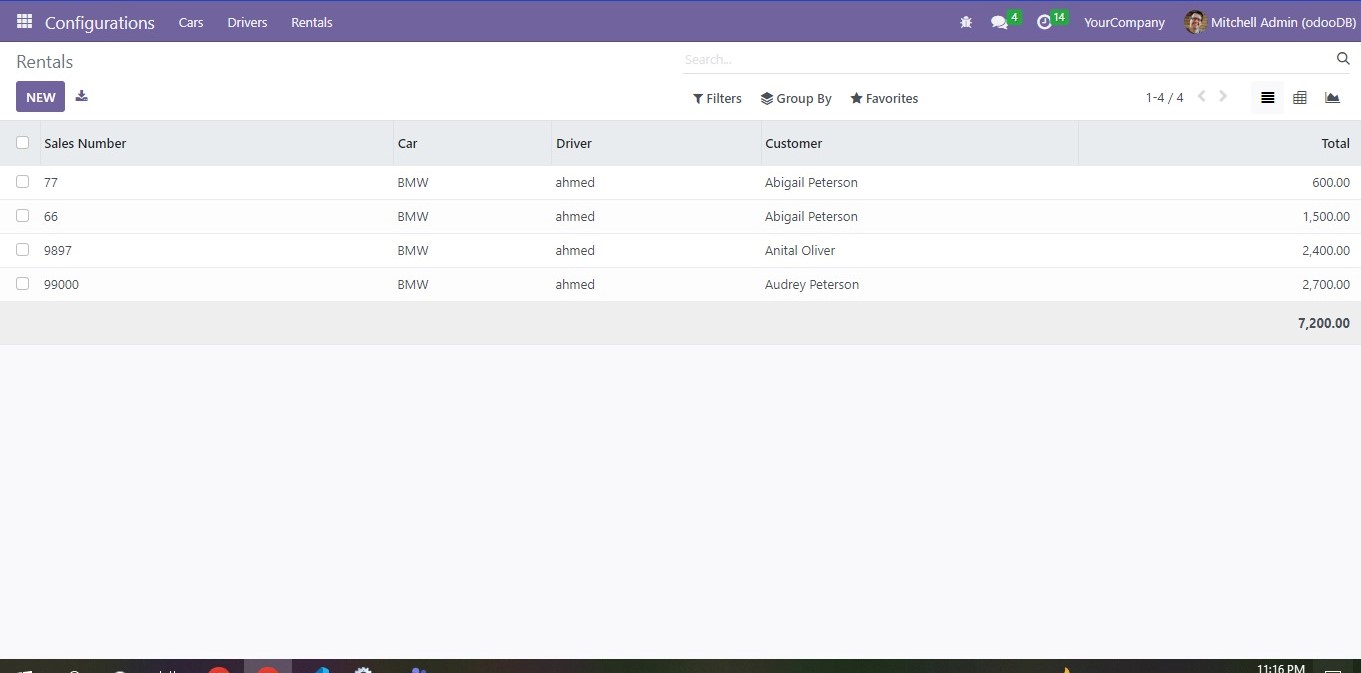 Configurations Cars Drivers Rentals 4 14 YourCompany Mitchell Admin (odooDB)
Rentals Search...
NEW Filters Group By Favorites 1-4 / 4
Sales Number Car Driver Customer Total
77 BMW ahmed Abigail Peterson 600.00
66 BMW ahmed Abigail Peterson 1,500.00
9897 BMW ahmed Anital Oliver 2,400.00
99000 BMW ahmed Audrey Peterson 2,700.00
7,200.00
11:16 PM